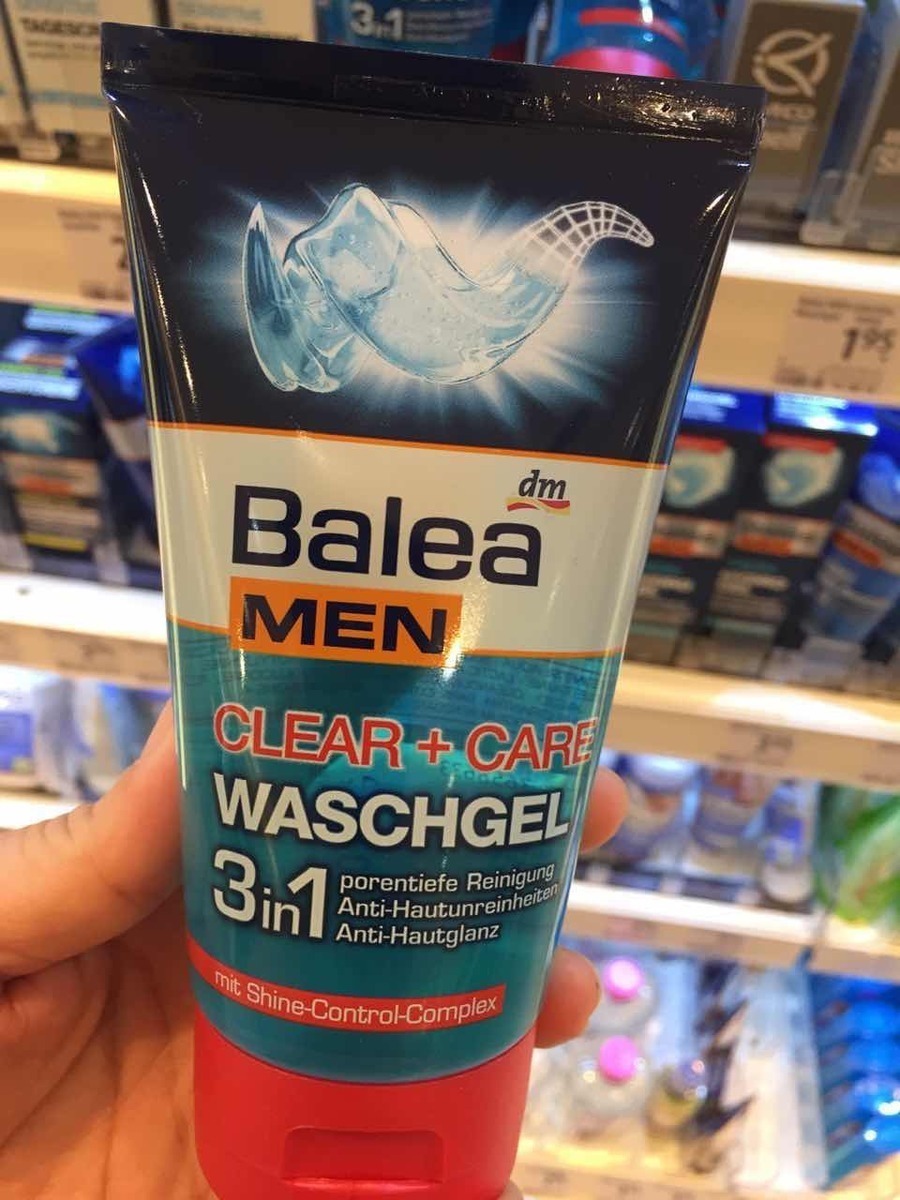 3in1
TAGESCR
1.95
dm
Balea
MEN
CLEAR + CARE
WASCHGEL
3in1
porentiefe Reinigung
Anti-Hautunreinheiten
Anti-Hautglanz
mit Shine-Control-Complex